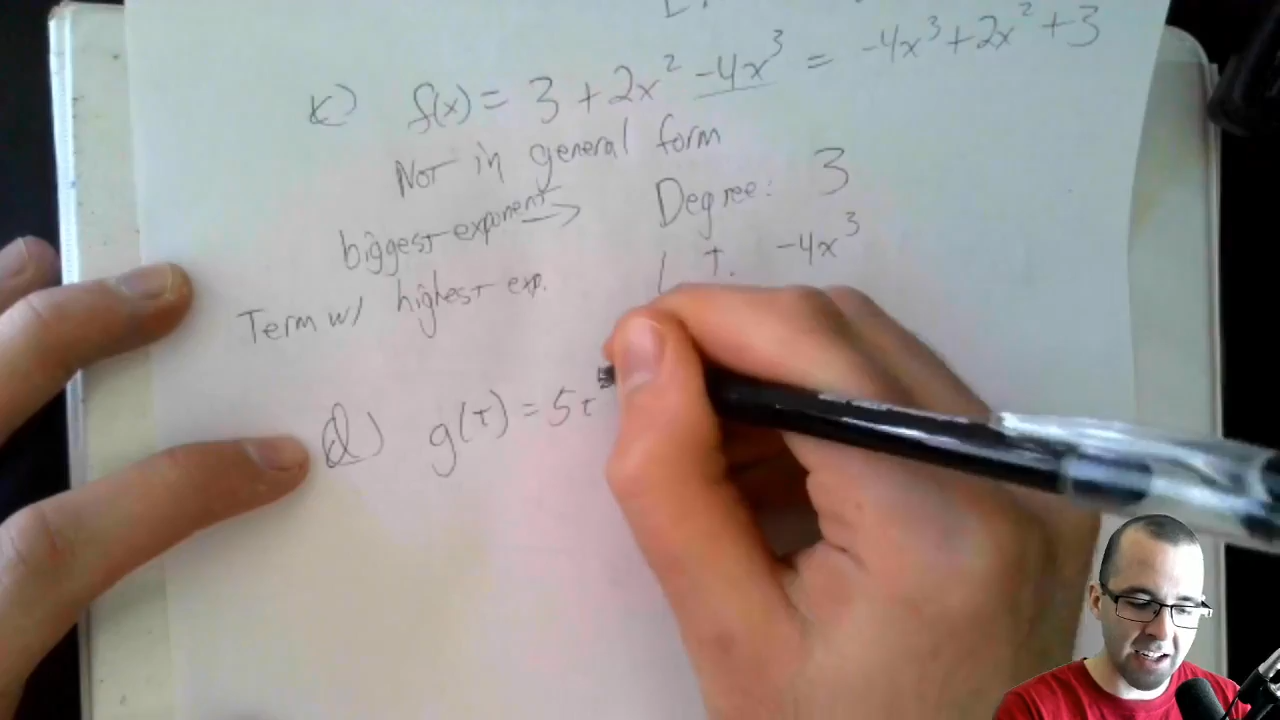 c) f(x) = 3 + 2x² - 4x³ = -4x³ + 2x² + 3
Not in general form
biggest exponent → Degree: 3
Term w/ highest exp. L.T. -4x³
d) g(t) = 5t